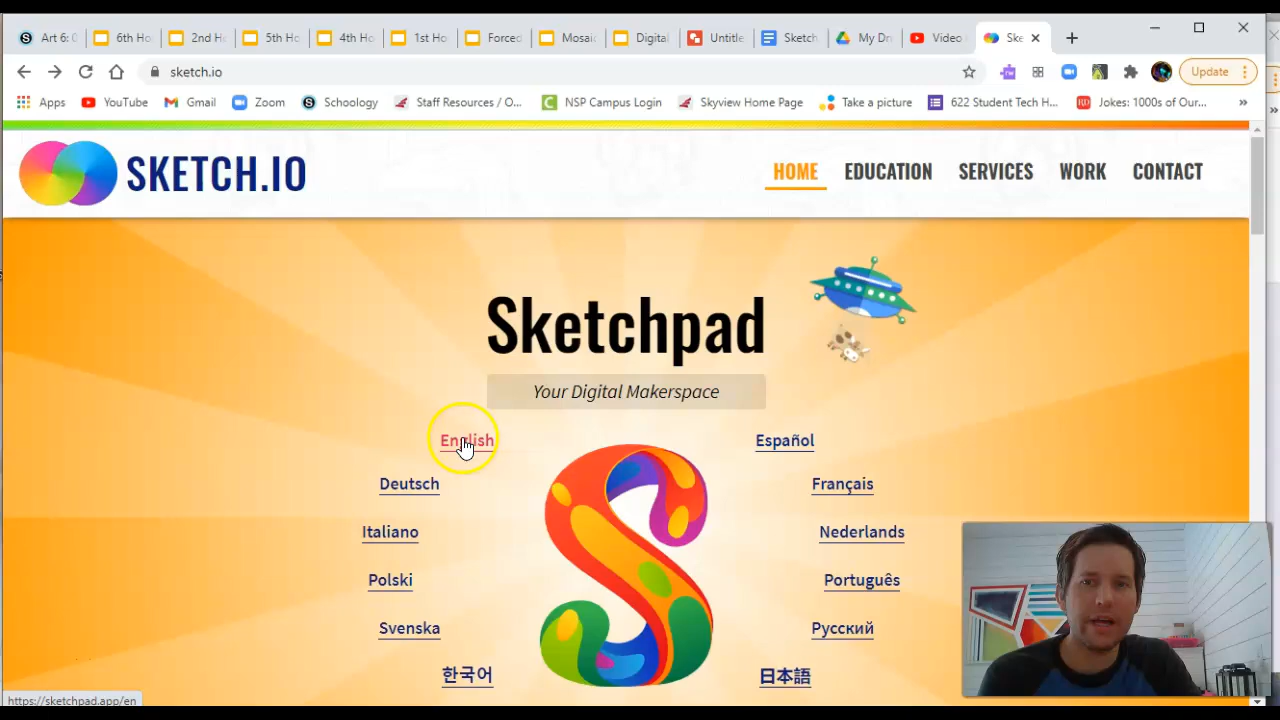 Art 6: 6th Ho 2nd Ho 5th Ho 4th Ho 1st Ho Forced Mosai Digital Untitle Sketch My Dri Video Ske
sketch.io Update
Apps YouTube Gmail Zoom Schoology Staff Resources / O... NSP Campus Login Skyview Home Page Take a picture 622 Student Tech H... Jokes: 1000s of Our...
SKETCH.IO HOME EDUCATION SERVICES WORK CONTACT
Sketchpad
Your Digital Makerspace
English Español
Deutsch Français
Italiano Nederlands
Polski Português
Svenska Русский
한국어 日本語
https://sketchpad.app/en